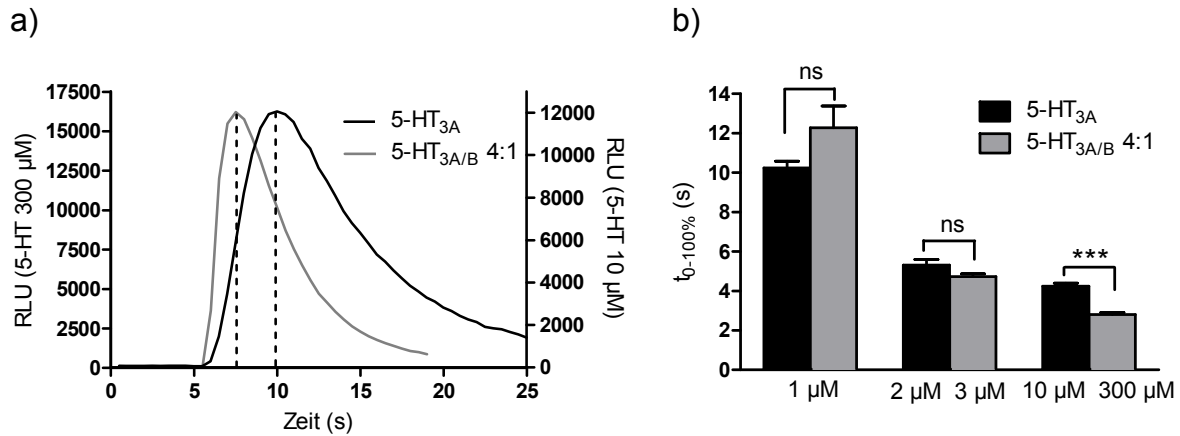 a)
RLU (5-HT 300 µM)
17500
15000
12500
10000
7500
5000
2500
0
0 5 10 15 20 25
Zeit (s)
12000
10000
8000
6000
4000
2000
0
RLU (5-HT 10 µM)
5-HT3A
5-HT3A/B 4:1
b)
t0-100% (s)
14
12
10
8
6
4
2
0
ns
ns
***
5-HT3A
5-HT3A/B 4:1
1 µM
2 µM 3 µM
10 µM 300 µM